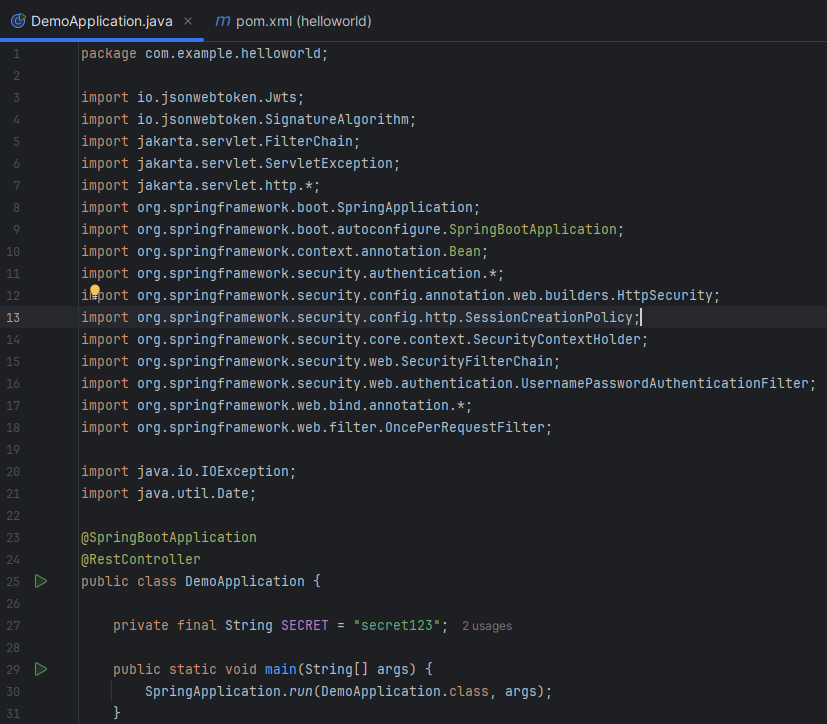 DemoApplication.java × m pom.xml (helloworld)
1 package com.example.helloworld;
2
3 import io.jsonwebtoken.Jwts;
4 import io.jsonwebtoken.SignatureAlgorithm;
5 import jakarta.servlet.FilterChain;
6 import jakarta.servlet.ServletException;
7 import jakarta.servlet.http.*;
8 import org.springframework.boot.SpringApplication;
9 import org.springframework.boot.autoconfigure.SpringBootApplication;
10 import org.springframework.context.annotation.Bean;
11 import org.springframework.security.authentication.*;
12 import org.springframework.security.config.annotation.web.builders.HttpSecurity;
13 import org.springframework.security.config.http.SessionCreationPolicy;
14 import org.springframework.security.core.context.SecurityContextHolder;
15 import org.springframework.security.web.SecurityFilterChain;
16 import org.springframework.security.web.authentication.UsernamePasswordAuthenticationFilter;
17 import org.springframework.web.bind.annotation.*;
18 import org.springframework.web.filter.OncePerRequestFilter;
19
20 import java.io.IOException;
21 import java.util.Date;
22
23 @SpringBootApplication
24 @RestController
25 public class DemoApplication {
26
27 private final String SECRET = "secret123"; 2 usages
28
29 public static void main(String[] args) {
30 SpringApplication.run(DemoApplication.class, args);
31 }